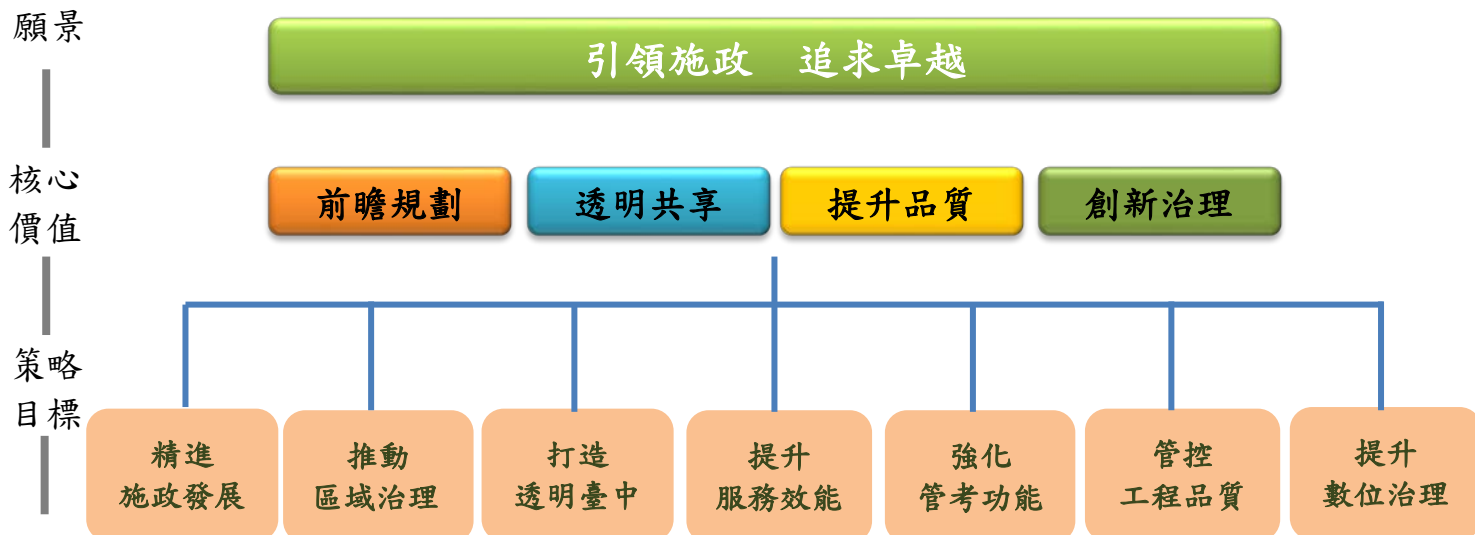 願景
引領施政　追求卓越
核心
價值
前瞻規劃
透明共享
提升品質
創新治理
策略
目標
精進
施政發展
推動
區域治理
打造
透明臺中
提升
服務效能
強化
管考功能
管控
工程品質
提升
數位治理